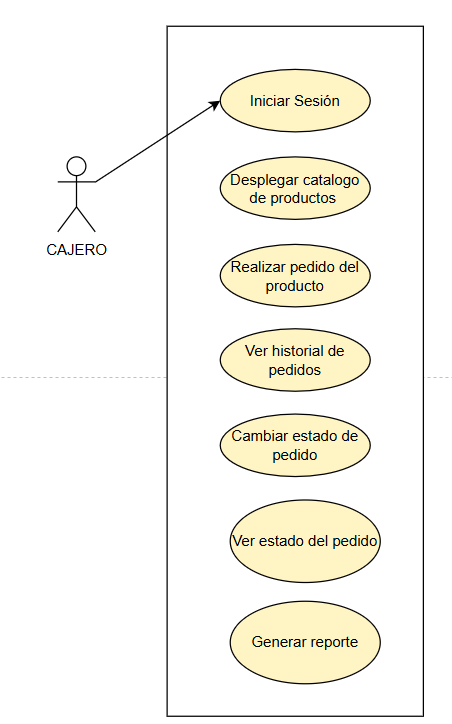 Iniciar Sesión
CAJERO
Desplegar catalogo
de productos
Realizar pedido del
producto
Ver historial de
pedidos
Cambiar estado de
pedido
Ver estado del pedido
Generar reporte